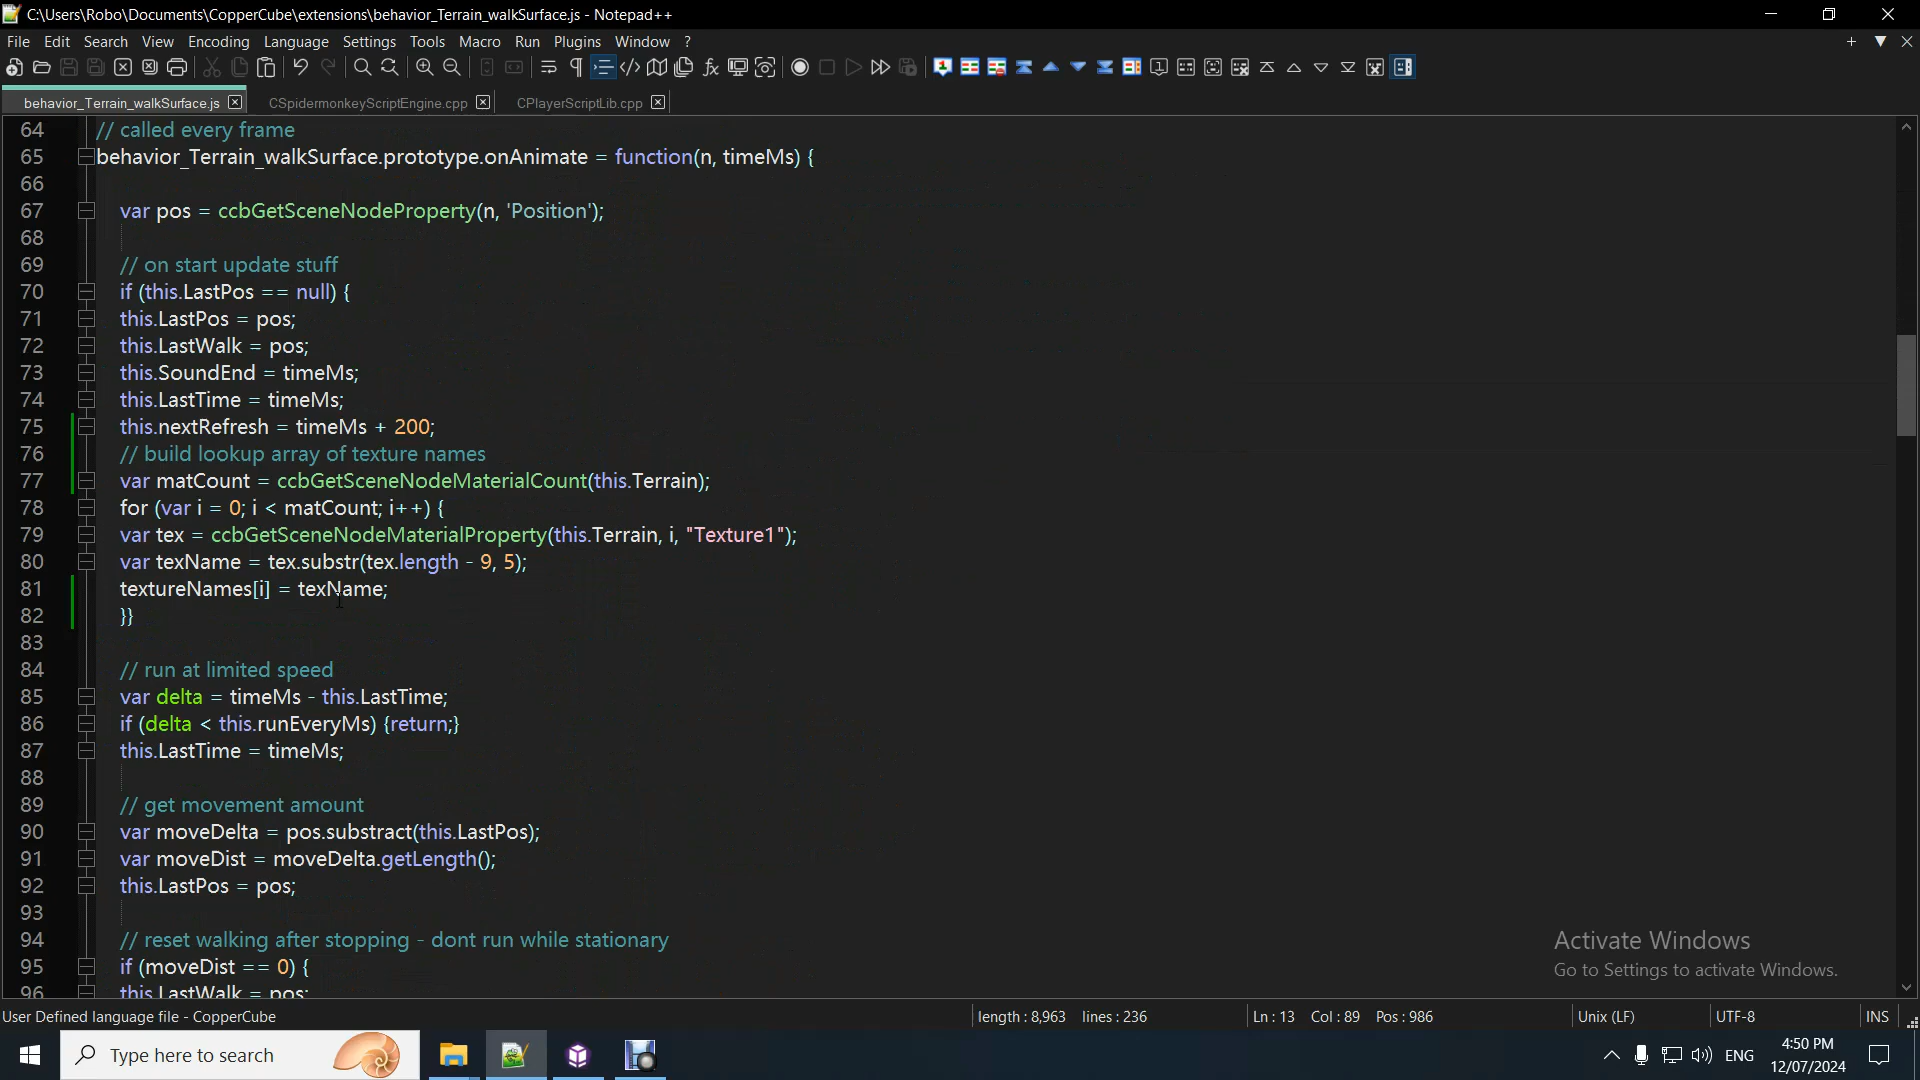 C:\Users\Robo\Documents\CopperCube\extensions\behavior_Terrain_walkSurface.js - Notepad++
File Edit Search View Encoding Language Settings Tools Macro Run Plugins Window ?
behavior_Terrain_walkSurface.js CSpidermonkeyScriptEngine.cpp CPlayerScriptLib.cpp
64 // called every frame
65 behavior_Terrain_walkSurface.prototype.onAnimate = function(n, timeMs) {
66
67 var pos = ccbGetSceneNodeProperty(n, 'Position');
68
69 // on start update stuff
70 if (this.LastPos == null) {
71 this.LastPos = pos;
72 this.LastWalk = pos;
73 this.SoundEnd = timeMs;
74 this.LastTime = timeMs;
75 this.nextRefresh = timeMs + 200;
76 // build lookup array of texture names
77 var matCount = ccbGetSceneNodeMaterialCount(this.Terrain);
78 for (var i = 0; i < matCount; i++) {
79 var tex = ccbGetSceneNodeMaterialProperty(this.Terrain, i, "Texture1");
80 var texName = tex.substr(tex.length - 9, 5);
81 textureNames[i] = texName;
82 }}
83
84 // run at limited speed
85 var delta = timeMs - this.LastTime;
86 if (delta < this.runEveryMs) {return;}
87 this.LastTime = timeMs;
88
89 // get movement amount
90 var moveDelta = pos.substract(this.LastPos);
91 var moveDist = moveDelta.getLength();
92 this.LastPos = pos;
93
94 // reset walking after stopping - dont run while stationary
95 if (moveDist == 0) {
96 this.LastWalk = pos;
Activate Windows
Go to Settings to activate Windows.
User Defined language file - CopperCube length : 8,963 lines : 236 Ln : 13 Col : 89 Pos : 986 Unix (LF) UTF-8 INS
Type here to search ENG 4:50 PM
12/07/2024